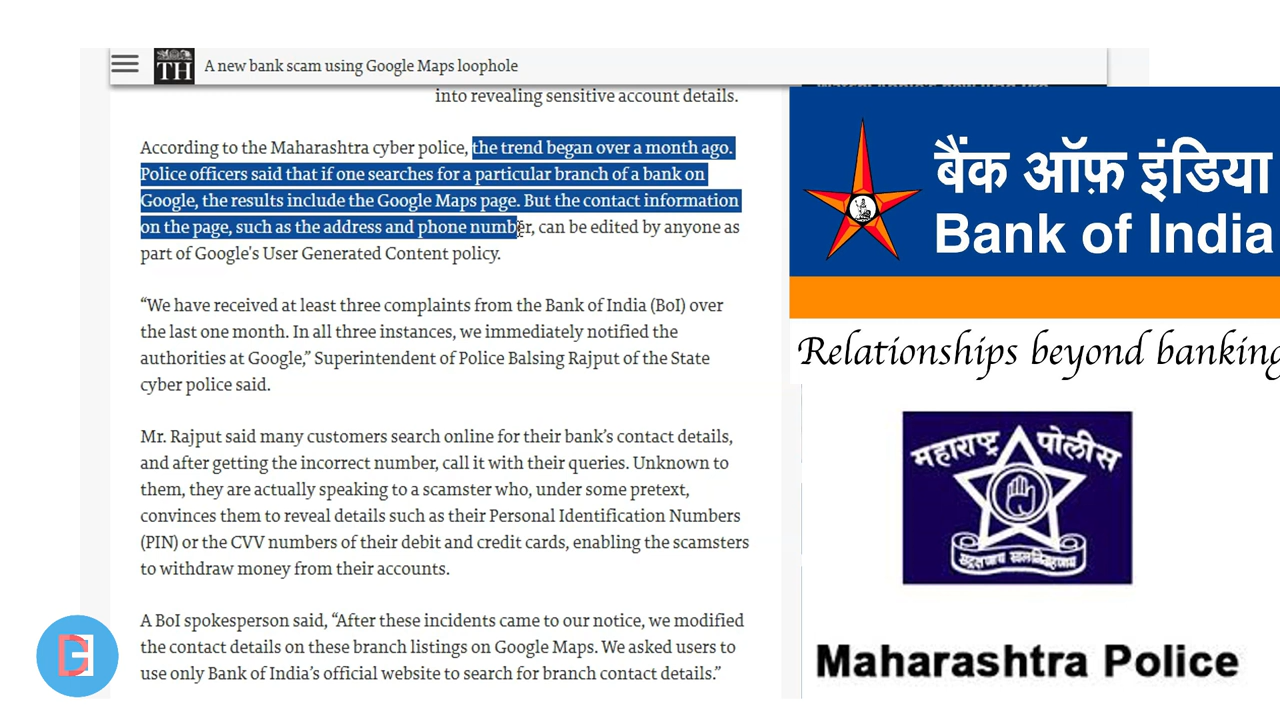 TH
A new bank scam using Google Maps loophole
into revealing sensitive account details.
According to the Maharashtra cyber police, the trend began over a month ago.
Police officers said that if one searches for a particular branch of a bank on
Google, the results include the Google Maps page. But the contact information
on the page, such as the address and phone number, can be edited by anyone as
part of Google's User Generated Content policy.
“We have received at least three complaints from the Bank of India (BoI) over
the last one month. In all three instances, we immediately notified the
authorities at Google,” Superintendent of Police Balsing Rajput of the State
cyber police said.
Mr. Rajput said many customers search online for their bank’s contact details,
and after getting the incorrect number, call it with their queries. Unknown to
them, they are actually speaking to a scamster who, under some pretext,
convinces them to reveal details such as their Personal Identification Numbers
(PIN) or the CVV numbers of their debit and credit cards, enabling the scamsters
to withdraw money from their accounts.
A BoI spokesperson said, “After these incidents came to our notice, we modified
the contact details on these branch listings on Google Maps. We asked users to
use only Bank of India’s official website to search for branch contact details.”
बैंक ऑफ़ इंडिया
Bank of India
Relationships beyond banking
महाराष्ट्र पोलीस
Maharashtra Police